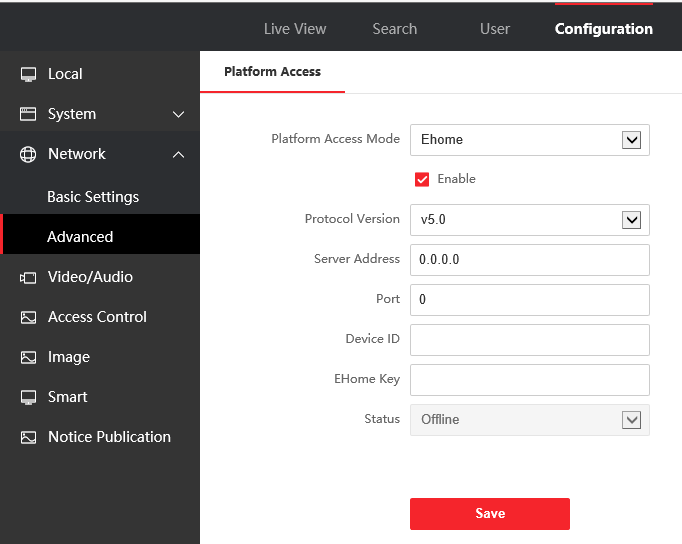 Live View Search User Configuration
Local
System
Network
Basic Settings
Advanced
Video/Audio
Access Control
Image
Smart
Notice Publication
Platform Access
Platform Access Mode Ehome
Enable
Protocol Version v5.0
Server Address 0.0.0.0
Port 0
Device ID
EHome Key
Status Offline
Save